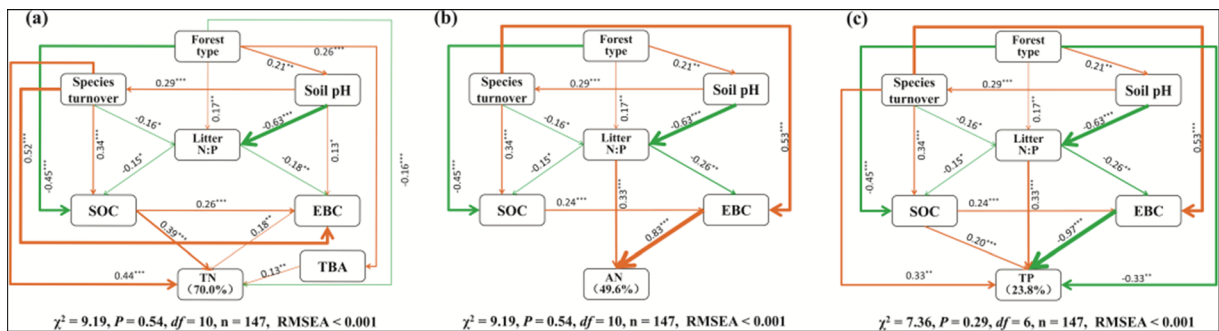 (a)
Forest
type
0.26***
-0.16***
0.21**
Species
turnover
0.29***
Soil pH
0.17**
-0.16*
-0.63***
Litter
N:P
0.52***
-0.45***
0.34***
-0.15*
-0.18**
0.13*
SOC
0.26***
EBC
0.39***
0.18**
TBA
0.13**
0.44***
TN
(70.0%)
χ² = 9.19, P = 0.54, df = 10, n = 147, RMSEA < 0.001
(b)
Forest
type
0.21**
Species
turnover
0.29***
Soil pH
0.17**
-0.16*
-0.63***
0.53***
Litter
N:P
-0.45***
0.34***
-0.15*
-0.26**
SOC
0.24***
0.33***
EBC
0.83***
AN
(49.6%)
χ² = 9.19, P = 0.54, df = 10, n = 147, RMSEA < 0.001
(c)
Forest
type
0.21**
Species
turnover
0.29***
Soil pH
0.17**
-0.16*
-0.63***
0.53***
Litter
N:P
-0.45***
0.34***
-0.15*
-0.26**
SOC
0.24***
0.33***
EBC
0.20***
-0.97***
0.33**
-0.33**
TP
(23.8%)
χ² = 7.36, P = 0.29, df = 6, n = 147, RMSEA < 0.001